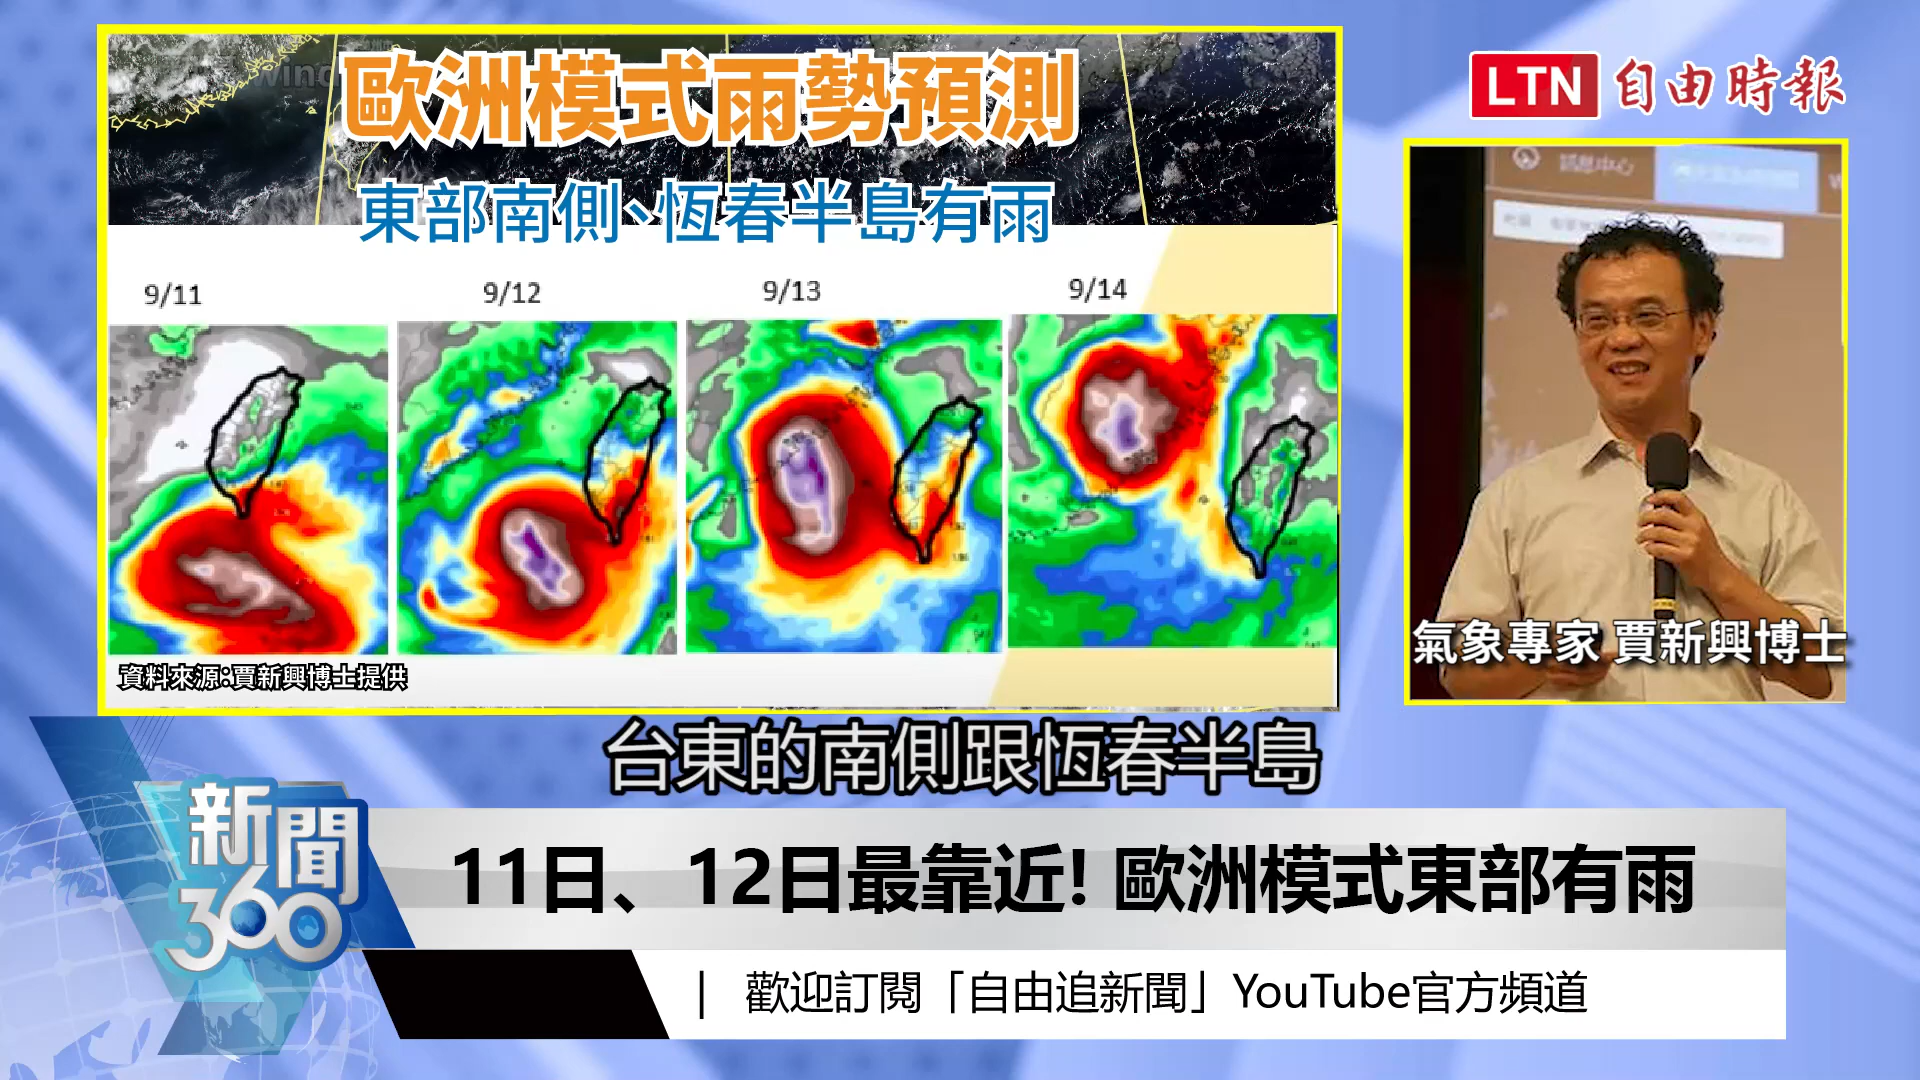 歐洲模式雨勢預測
東部南側、恆春半島有雨
9/11 9/12 9/13 9/14
資料來源:賈新興博士提供
LTN 自由時報
訊息中心
氣象專家 賈新興博士
台東的南側跟恆春半島
新聞
360
11日、12日最靠近! 歐洲模式東部有雨
| 歡迎訂閱「自由追新聞」YouTube官方頻道